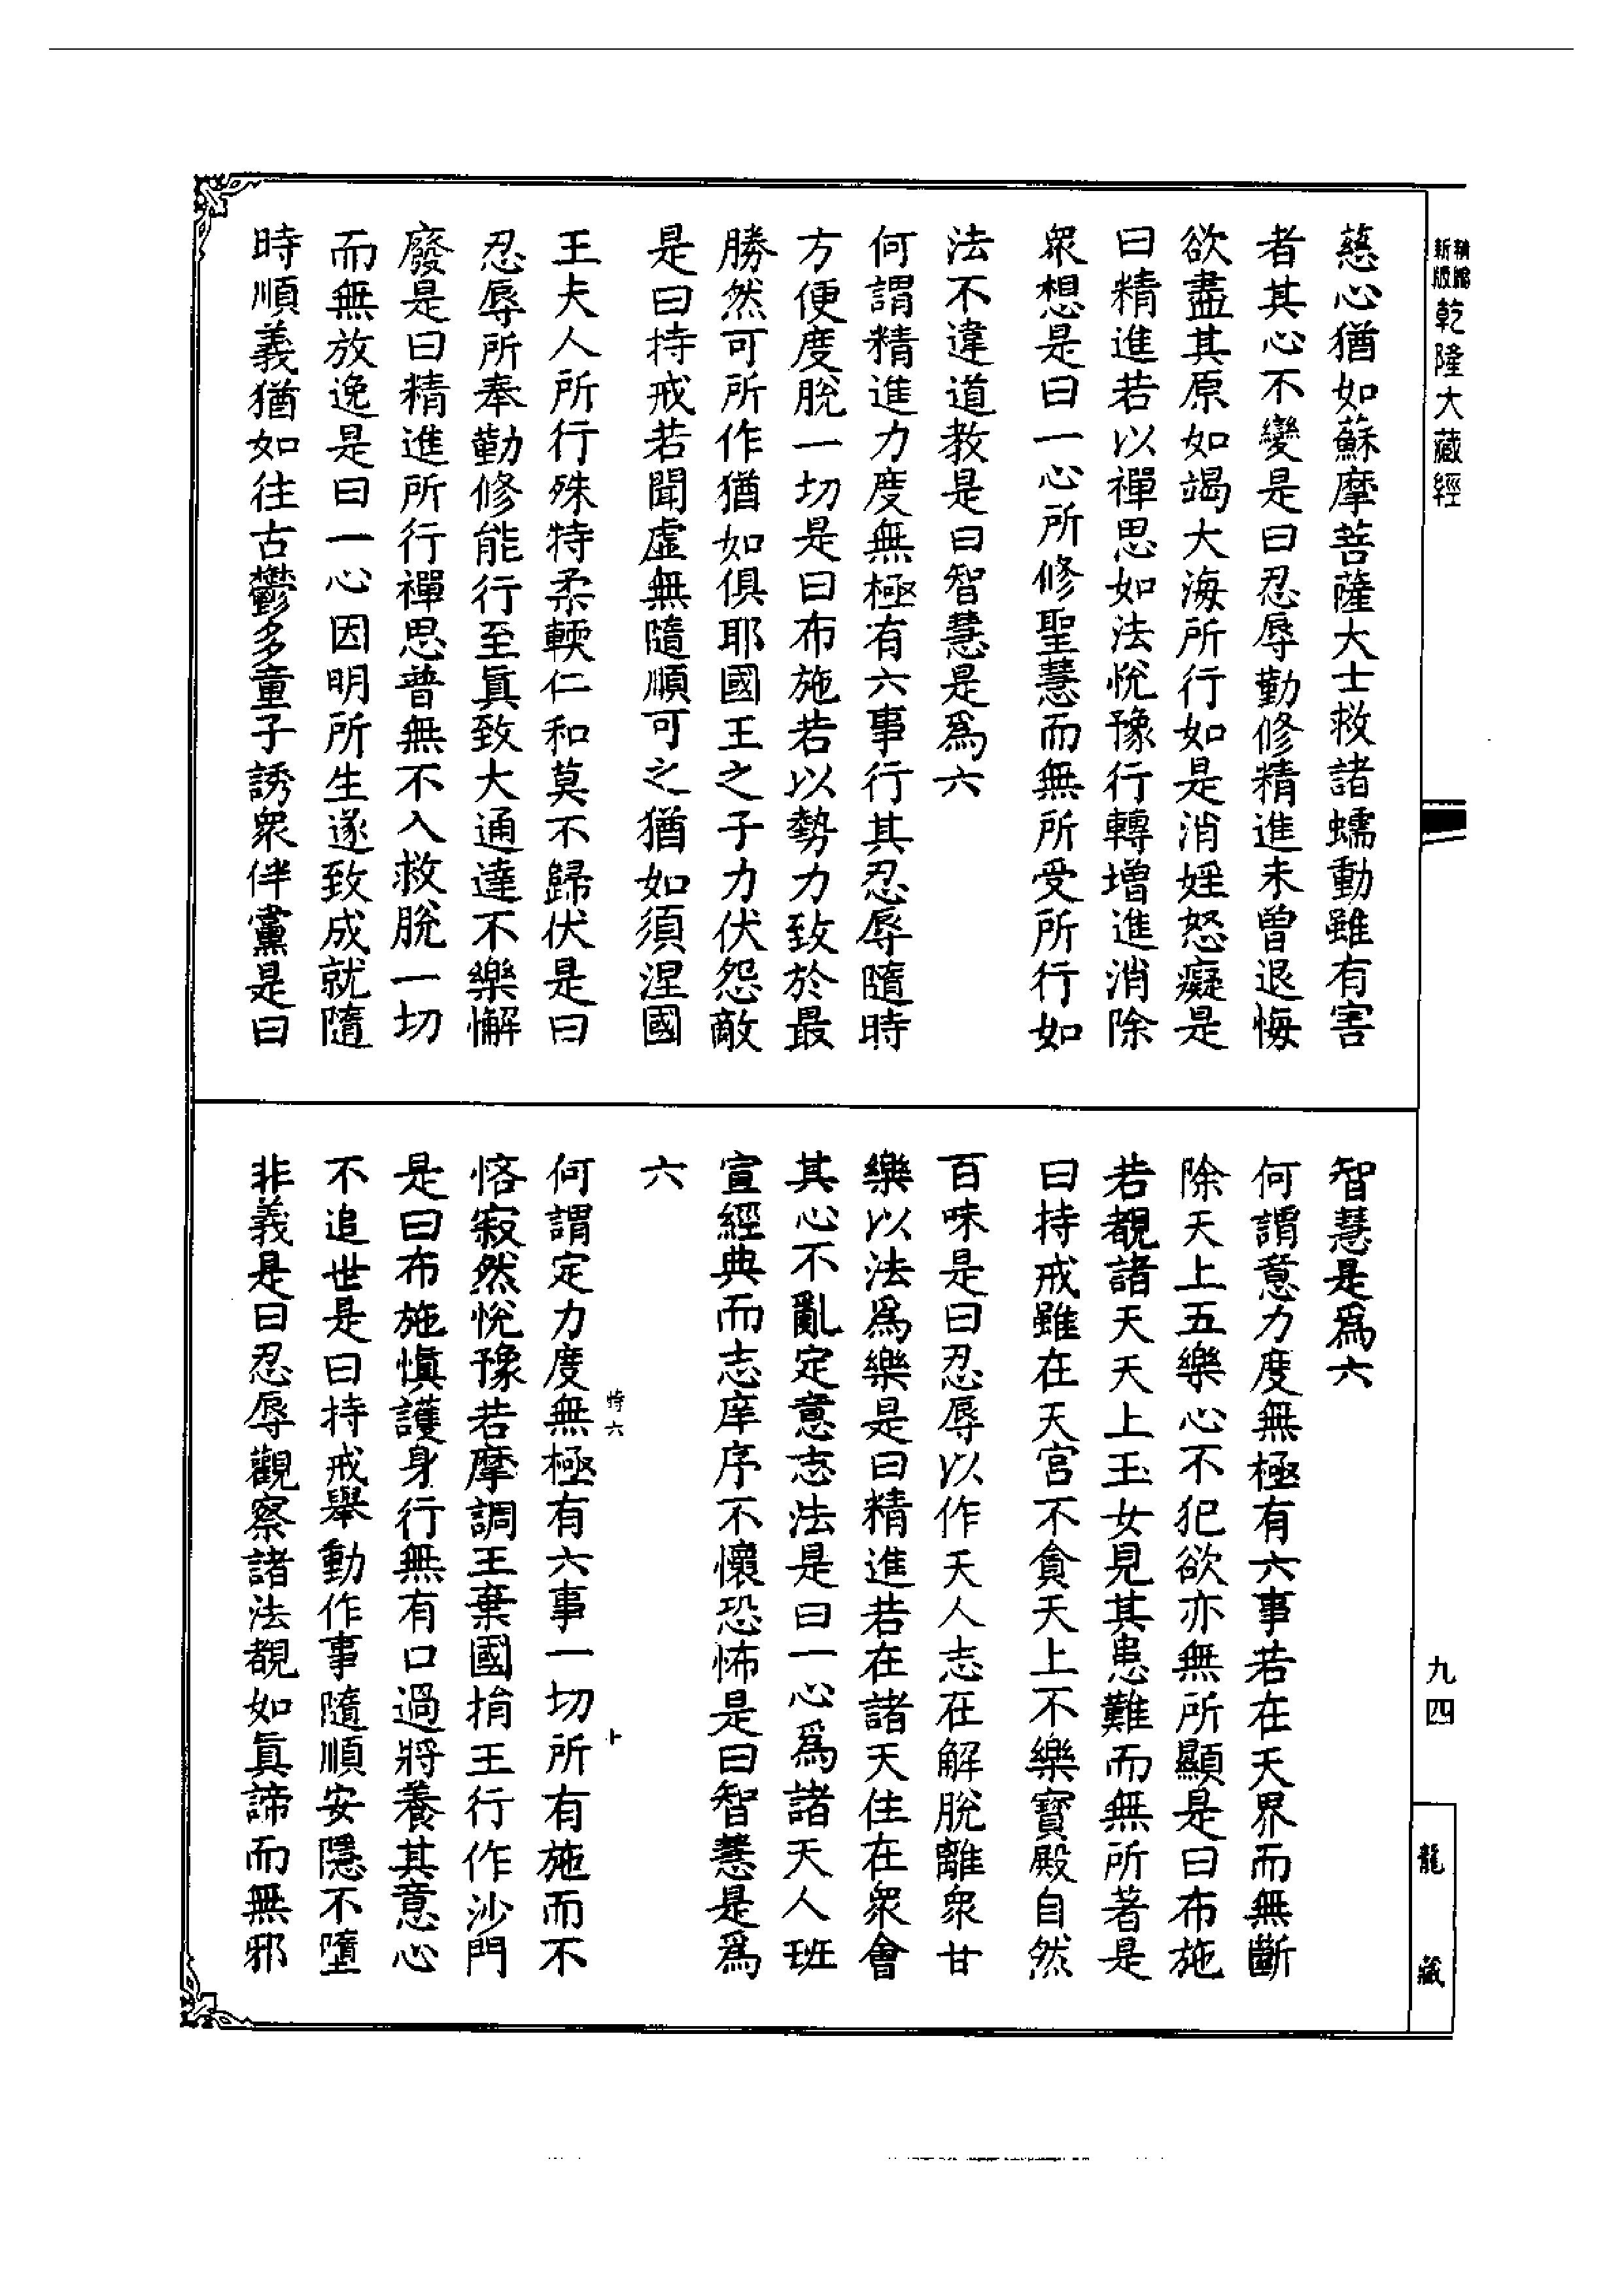 新版
乾隆大藏經
慈心猶如蘇摩菩薩大士救諸蠕動雖有害
者其心不變是曰忍辱勤修精進未曾退悔
欲盡其原如竭大海所行如是消婬怒癡是
曰精進若以禪思如法悅豫行轉增進消除
衆想是曰一心所修聖慧而無所受所行如
法不違道教是曰智慧是爲六
何謂精進力度無極有六事行其忍辱隨時
方便度脫一切是曰布施若以勢力致於最
勝然可所作猶如俱耶國王之子力伏怨敵
是曰持戒若聞虛無隨順可之猶如須涅國
王夫人所行殊特柔輭仁和莫不歸伏是曰
忍辱所奉勤修能行至眞致大通達不樂懈
廢是曰精進所行禪思普無不入救脫一切
而無放逸是曰一心因明所生遂致成就隨
時順義猶如往古鬱多童子誘衆伴黨是曰
智慧是爲六
何謂意力度無極有六事若在天界而無斷
除天上五樂心不犯欲亦無所顯是曰布施
若覩諸天天上玉女見其患難而無所著是
曰持戒雖在天宮不貪天上不樂寶殿自然
百味是曰忍辱以作天人志在解脫離衆甘
樂以法爲樂是曰精進若在諸天住在衆會
其心不亂定意志法是曰一心爲諸天人班
宣經典而志庠序不懷恐怖是曰智慧是爲
六
特六
何謂定力度無極有六事一切所有施而不
悋寂然悅豫若摩調王棄國捐王行作沙門
是曰布施愼護身行無有口過將養其意心
不追世是曰持戒舉動作事隨順安隱不墮
非義是曰忍辱觀察諸法覩如眞諦而無邪
九四
龍藏